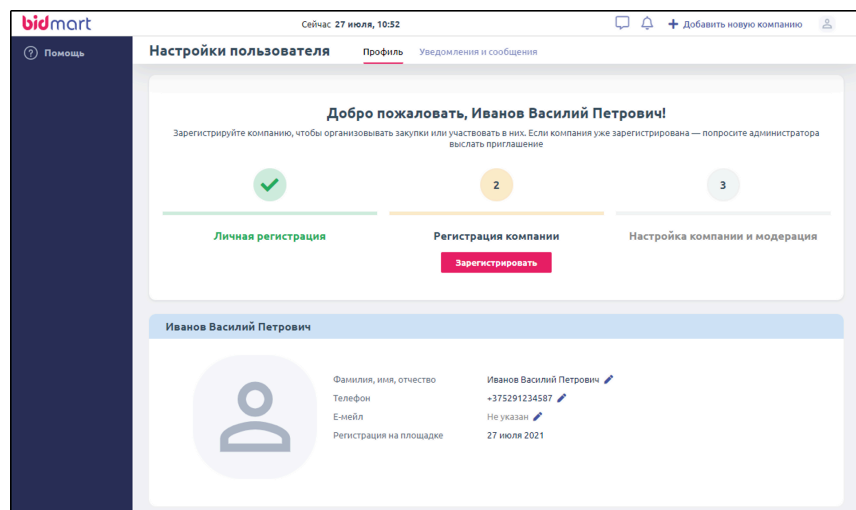 bidmart
Сейчас 27 июля, 10:52
Добавить новую компанию
? Помощь
Настройки пользователя
Профиль
Уведомления и сообщения
Добро пожаловать, Иванов Василий Петрович!
Зарегистрируйте компанию, чтобы организовывать закупки или участвовать в них. Если компания уже зарегистрирована — попросите администратора
выслать приглашение
2
3
Личная регистрация
Регистрация компании
Настройка компании и модерация
Зарегистрировать
Иванов Василий Петрович
Фамилия, имя, отчество Иванов Василий Петрович
Телефон +375291234587
Е-мейл Не указан
Регистрация на площадке 27 июля 2021